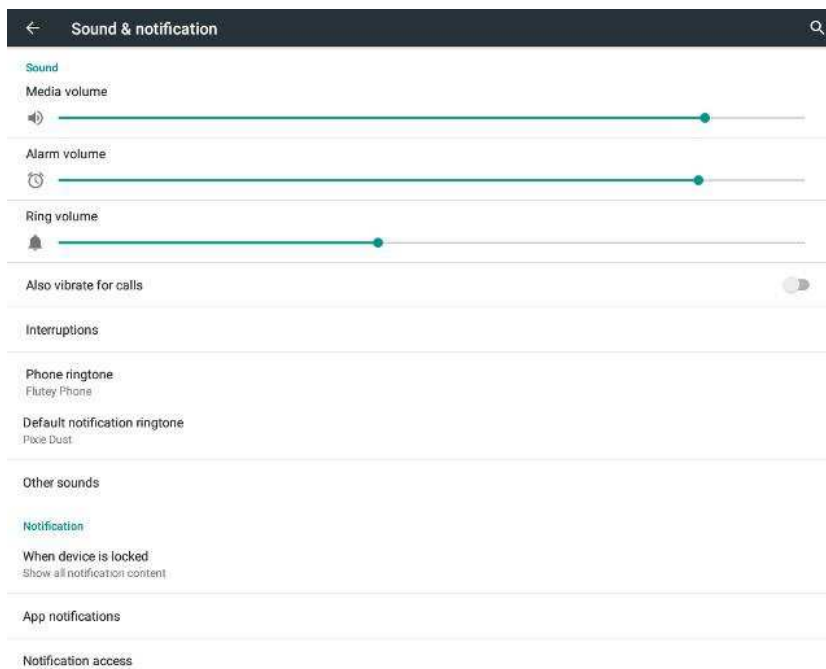 Sound & notification
Sound
Media volume
Alarm volume
Ring volume
Also vibrate for calls
Interruptions
Phone ringtone
Flutey Phone
Default notification ringtone
Pixie Dust
Other sounds
Notification
When device is locked
Show all notification content
App notifications
Notification access